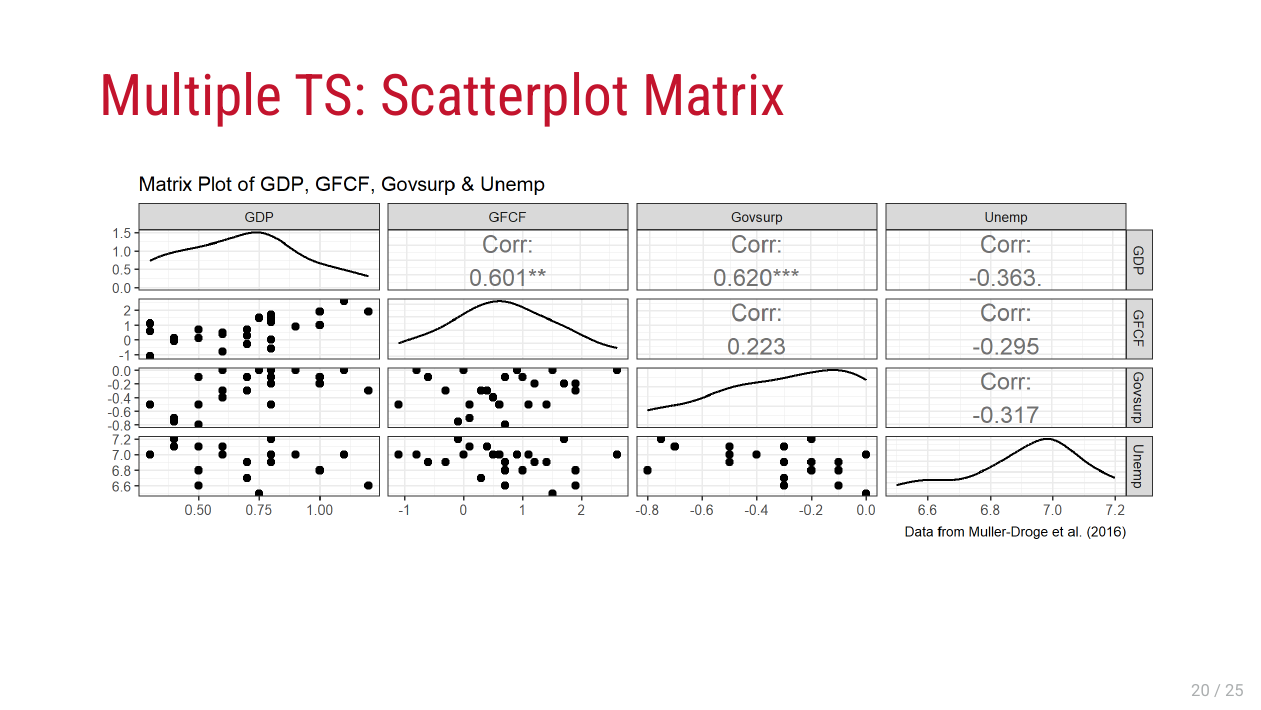 Multiple TS: Scatterplot Matrix
Matrix Plot of GDP, GFCF, Govsurp & Unemp
GDP GFCF Govsurp Unemp
1.5
1.0
0.5
0.0
Corr:
0.601**
Corr:
0.620***
Corr:
-0.363.
GDP
2
1
0
-1
Corr:
0.223
Corr:
-0.295
GFCF
0.0
-0.2
-0.4
-0.6
-0.8
Corr:
-0.317
Govsurp
7.2
7.0
6.8
6.6
Unemp
0.50 0.75 1.00 -1 0 1 2 -0.8 -0.6 -0.4 -0.2 0.0 6.6 6.8 7.0 7.2
Data from Muller-Droge et al. (2016)
20 / 25